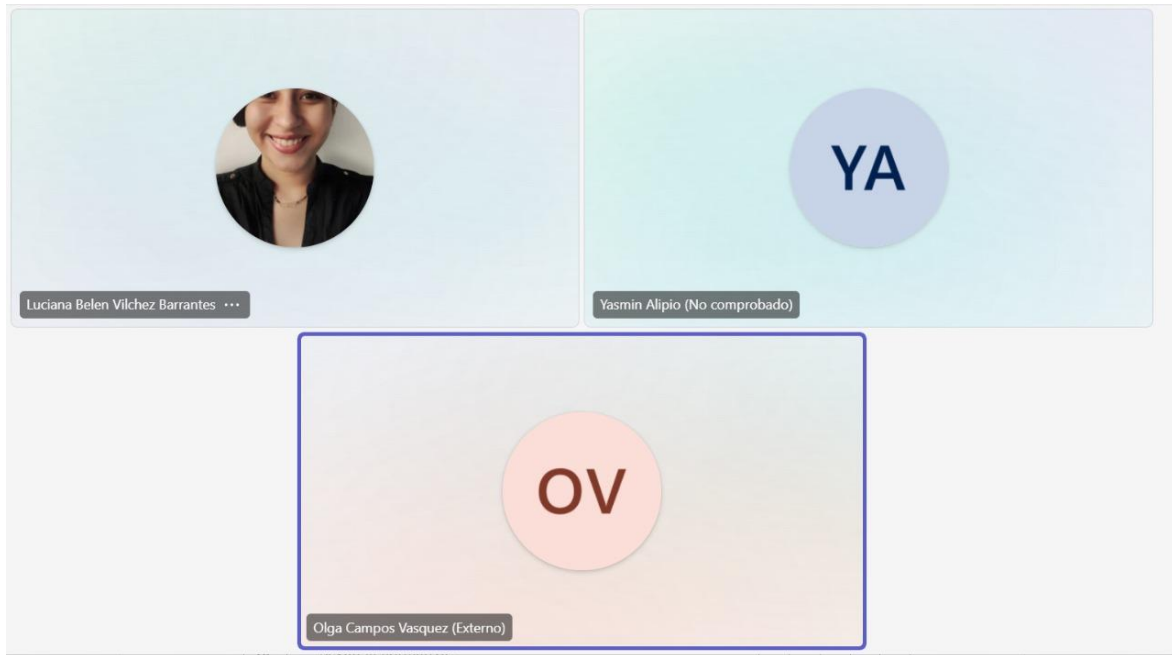 YA
Luciana Belen Vilchez Barrantes ···
Yasmin Alipio (No comprobado)
OV
Olga Campos Vasquez (Externo)